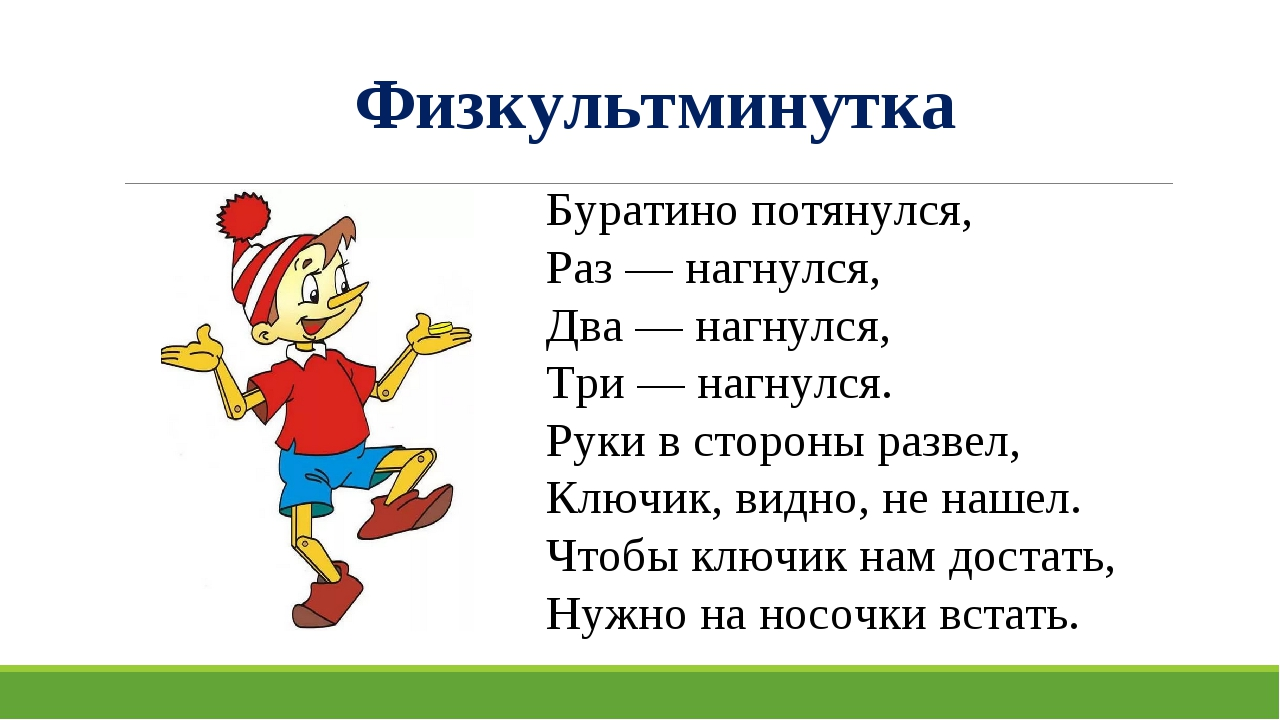 Физкультминутка
Буратино потянулся,
Раз — нагнулся,
Два — нагнулся,
Три — нагнулся.
Руки в стороны развел,
Ключик, видно, не нашел.
Чтобы ключик нам достать,
Нужно на носочки встать.